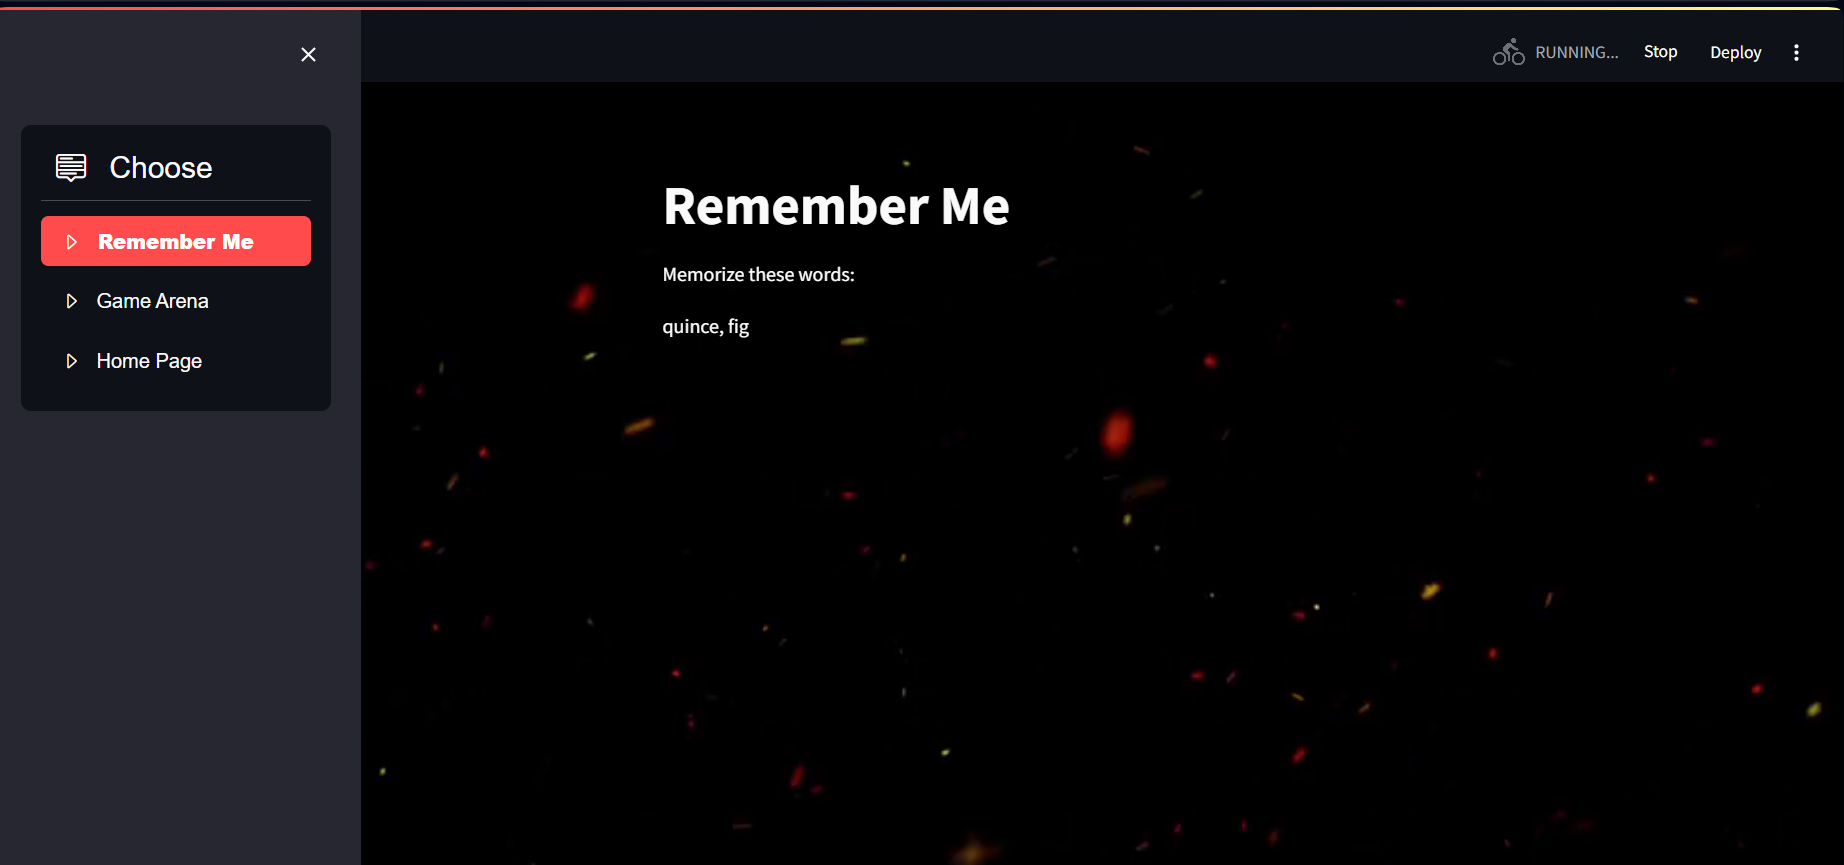 RUNNING...
Stop
Deploy
Choose
Remember Me
Game Arena
Home Page
Remember Me
Memorize these words:
quince, fig